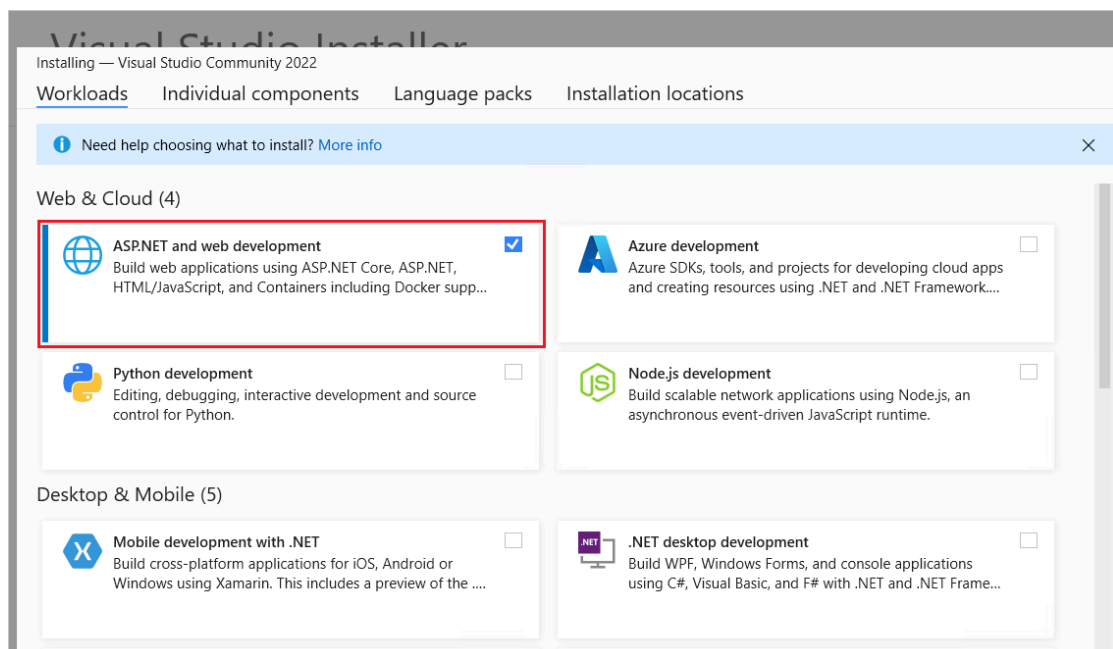 Visual Studio Installer
Installing — Visual Studio Community 2022
Workloads Individual components Language packs Installation locations
Need help choosing what to install? More info
Web & Cloud (4)
ASP.NET and web development
Build web applications using ASP.NET Core, ASP.NET,
HTML/JavaScript, and Containers including Docker supp...
Azure development
Azure SDKs, tools, and projects for developing cloud apps
and creating resources using .NET and .NET Framework....
Python development
Editing, debugging, interactive development and source
control for Python.
JS
Node.js development
Build scalable network applications using Node.js, an
asynchronous event-driven JavaScript runtime.
Desktop & Mobile (5)
Mobile development with .NET
Build cross-platform applications for iOS, Android or
Windows using Xamarin. This includes a preview of the ....
.NET
.NET desktop development
Build WPF, Windows Forms, and console applications
using C#, Visual Basic, and F# with .NET and .NET Frame...